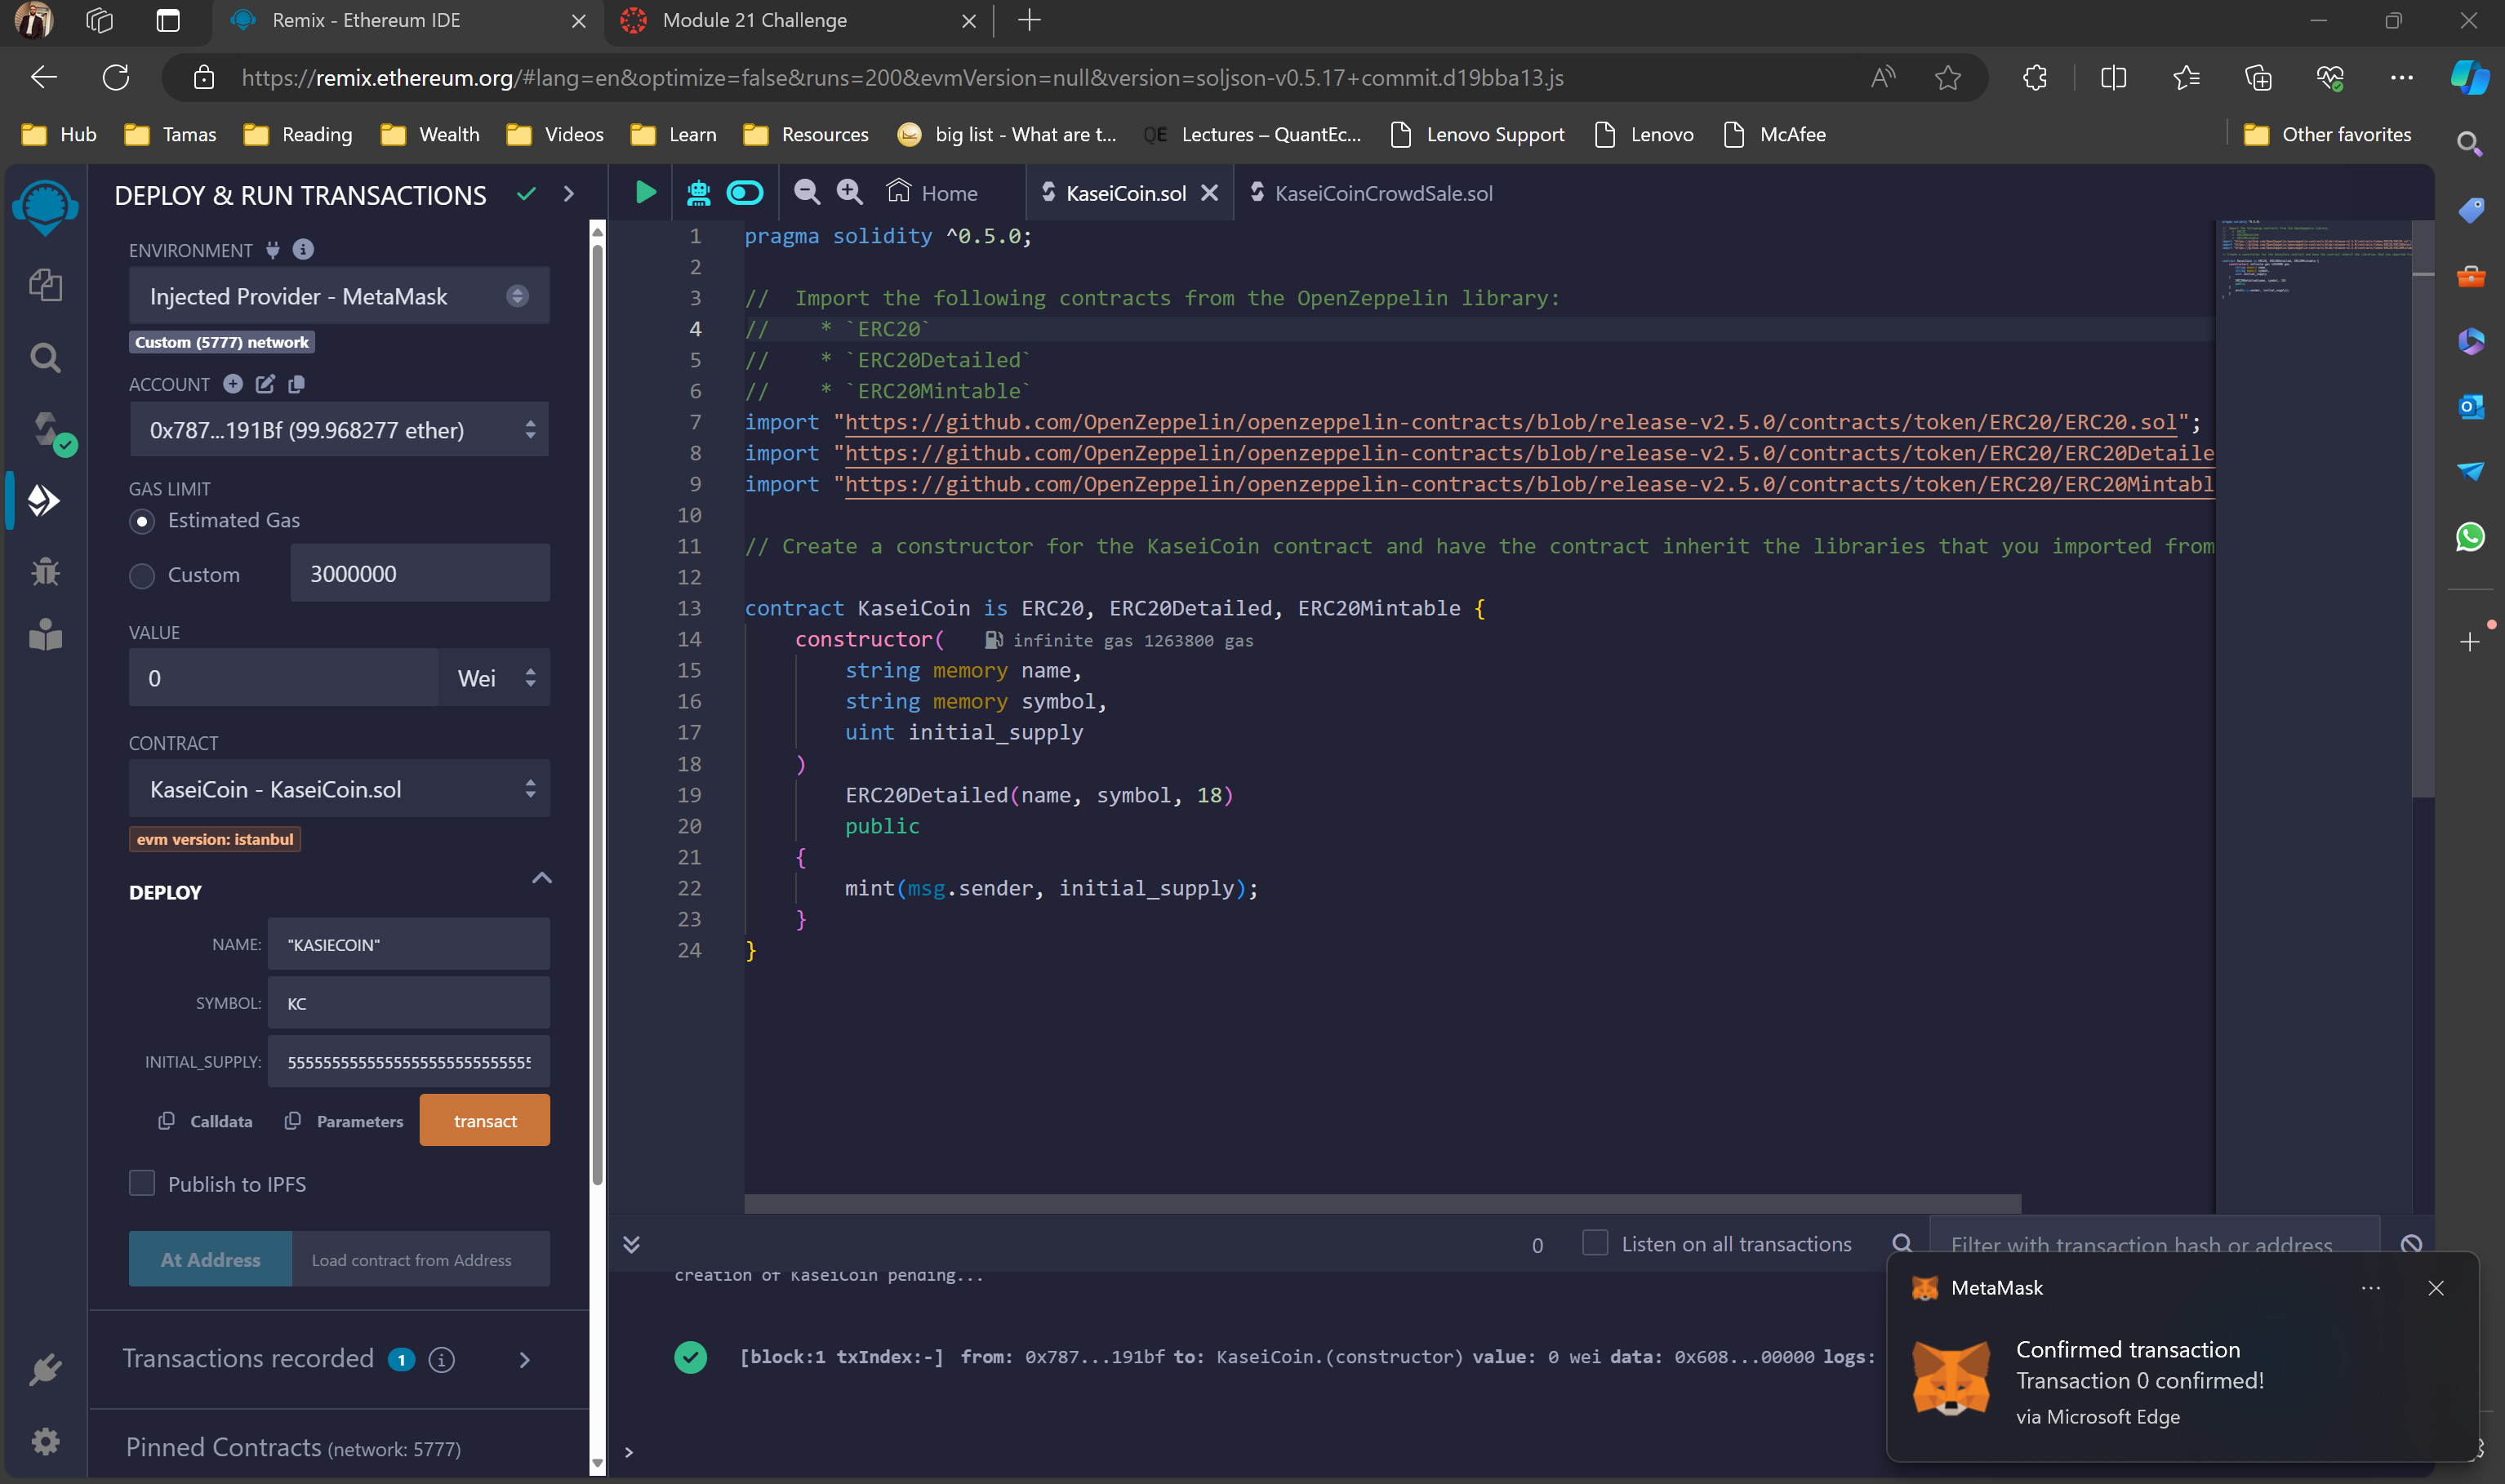 Remix - Ethereum IDE
Module 21 Challenge
https://remix.ethereum.org/#lang=en&optimize=false&runs=200&evmVersion=null&version=soljson-v0.5.17+commit.d19bba13.js
Hub
Tamas
Reading
Wealth
Videos
Learn
Resources
big list - What are t...
QE Lectures – QuantEc...
Lenovo Support
Lenovo
McAfee
Other favorites
DEPLOY & RUN TRANSACTIONS
ENVIRONMENT
Injected Provider - MetaMask
Custom (5777) network
ACCOUNT
0x787...191Bf (99.968277 ether)
GAS LIMIT
Estimated Gas
Custom
3000000
VALUE
0
Wei
CONTRACT
KaseiCoin - KaseiCoin.sol
evm version: istanbul
DEPLOY
NAME: "KASIECOIN"
SYMBOL: KC
INITIAL_SUPPLY:
Calldata
Parameters
transact
Publish to IPFS
At Address
Load contract from Address
Transactions recorded 1
Pinned Contracts (network: 5777)
Home
KaseiCoin.sol
KaseiCoinCrowdSale.sol
1 pragma solidity ^0.5.0;
2
3 //  Import the following contracts from the OpenZeppelin library:
4 //    * `ERC20`
5 //    * `ERC20Detailed`
6 //    * `ERC20Mintable`
7 import "https://github.com/OpenZeppelin/openzeppelin-contracts/blob/release-v2.5.0/contracts/token/ERC20/ERC20.sol";
8 import "https://github.com/OpenZeppelin/openzeppelin-contracts/blob/release-v2.5.0/contracts/token/ERC20/ERC20Detaile
9 import "https://github.com/OpenZeppelin/openzeppelin-contracts/blob/release-v2.5.0/contracts/token/ERC20/ERC20Mintabl
10
11 // Create a constructor for the KaseiCoin contract and have the contract inherit the libraries that you imported from
12
13 contract KaseiCoin is ERC20, ERC20Detailed, ERC20Mintable {
14     constructor( infinite gas 1263800 gas
15         string memory name,
16         string memory symbol,
17         uint initial_supply
18     )
19         ERC20Detailed(name, symbol, 18)
20         public
21     {
22         mint(msg.sender, initial_supply);
23     }
24 }
0
Listen on all transactions
Filter with transaction hash or address
creation of KaseiCoin pending...
[block:1 txIndex:-] from: 0x787...191bf to: KaseiCoin.(constructor) value: 0 wei data: 0x608...00000 logs:
>
MetaMask
Confirmed transaction
Transaction 0 confirmed!
via Microsoft Edge